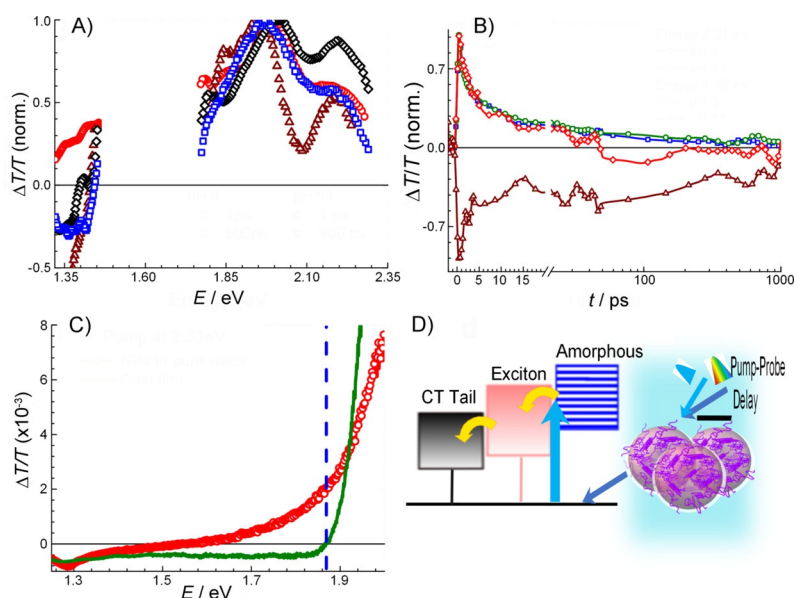 A)
ΔT/T (norm.)
1.0
0.5
0.0
-0.5
1.35 1.60 1.85 2.10 2.35
E / eV
B)
ΔT/T (norm.)
0.7
0.0
-0.7
0 5 10 15 100 1000
t / ps
C)
ΔT/T (x10-3)
8
6
4
2
0
1.3 1.5 1.7 1.9
E / eV
D)
Amorphous
Exciton
CT Tail
Pump-Probe
Delay